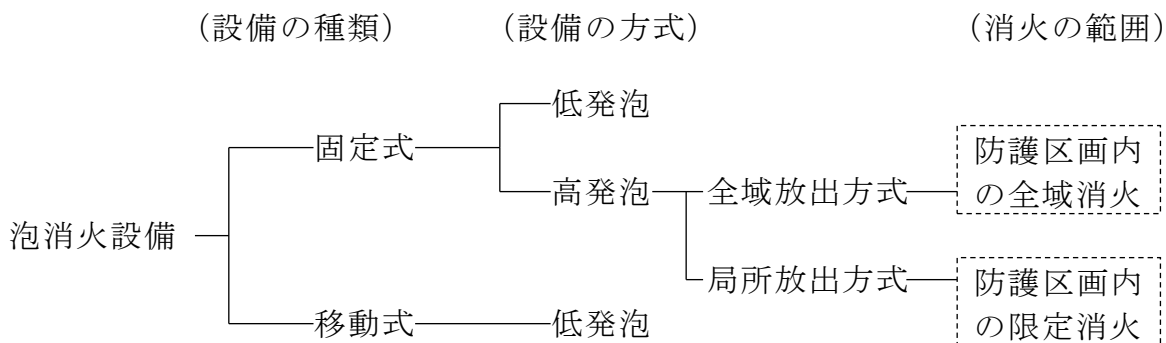 (設備の種類) (設備の方式) (消火の範囲)
低発泡
固定式
防護区画内
の全域消火
高発泡 全域放出方式
泡消火設備
局所放出方式
防護区画内
の限定消火
移動式 低発泡